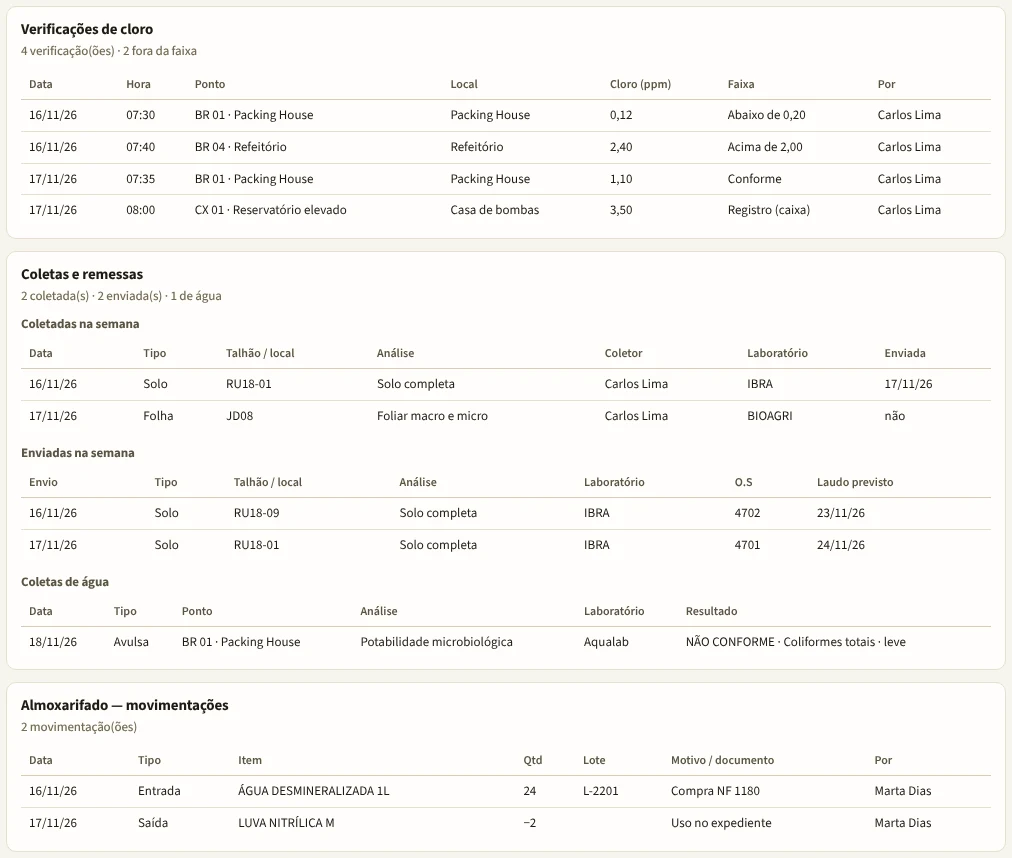 Verificações de cloro
4 verificação(ões) · 2 fora da faixa
Data Hora Ponto Local Cloro (ppm) Faixa Por
16/11/26 07:30 BR 01 · Packing House Packing House 0,12 Abaixo de 0,20 Carlos Lima
16/11/26 07:40 BR 04 · Refeitório Refeitório 2,40 Acima de 2,00 Carlos Lima
17/11/26 07:35 BR 01 · Packing House Packing House 1,10 Conforme Carlos Lima
17/11/26 08:00 CX 01 · Reservatório elevado Casa de bombas 3,50 Registro (caixa) Carlos Lima
Coletas e remessas
2 coletada(s) · 2 enviada(s) · 1 de água
Coletadas na semana
Data Tipo Talhão / local Análise Coletor Laboratório Enviada
16/11/26 Solo RU18-01 Solo completa Carlos Lima IBRA 17/11/26
17/11/26 Folha JD08 Foliar macro e micro Carlos Lima BIOAGRI não
Enviadas na semana
Envio Tipo Talhão / local Análise Laboratório O.S Laudo previsto
16/11/26 Solo RU18-09 Solo completa IBRA 4702 23/11/26
17/11/26 Solo RU18-01 Solo completa IBRA 4701 24/11/26
Coletas de água
Data Tipo Ponto Análise Laboratório Resultado
18/11/26 Avulsa BR 01 · Packing House Potabilidade microbiológica Aqualab NÃO CONFORME · Coliformes totais · leve
Almoxarifado — movimentações
2 movimentação(ões)
Data Tipo Item Qtd Lote Motivo / documento Por
16/11/26 Entrada ÁGUA DESMINERALIZADA 1L 24 L-2201 Compra NF 1180 Marta Dias
17/11/26 Saída LUVA NITRÍLICA M −2 Uso no expediente Marta Dias